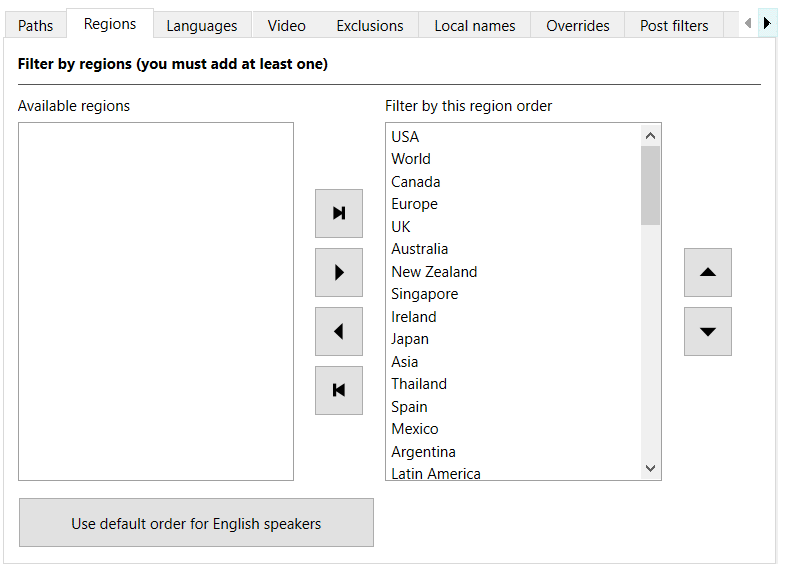 Paths Regions Languages Video Exclusions Local names Overrides Post filters
Filter by regions (you must add at least one)
Available regions
Filter by this region order
USA
World
Canada
Europe
UK
Australia
New Zealand
Singapore
Ireland
Japan
Asia
Thailand
Spain
Mexico
Argentina
Latin America
Use default order for English speakers